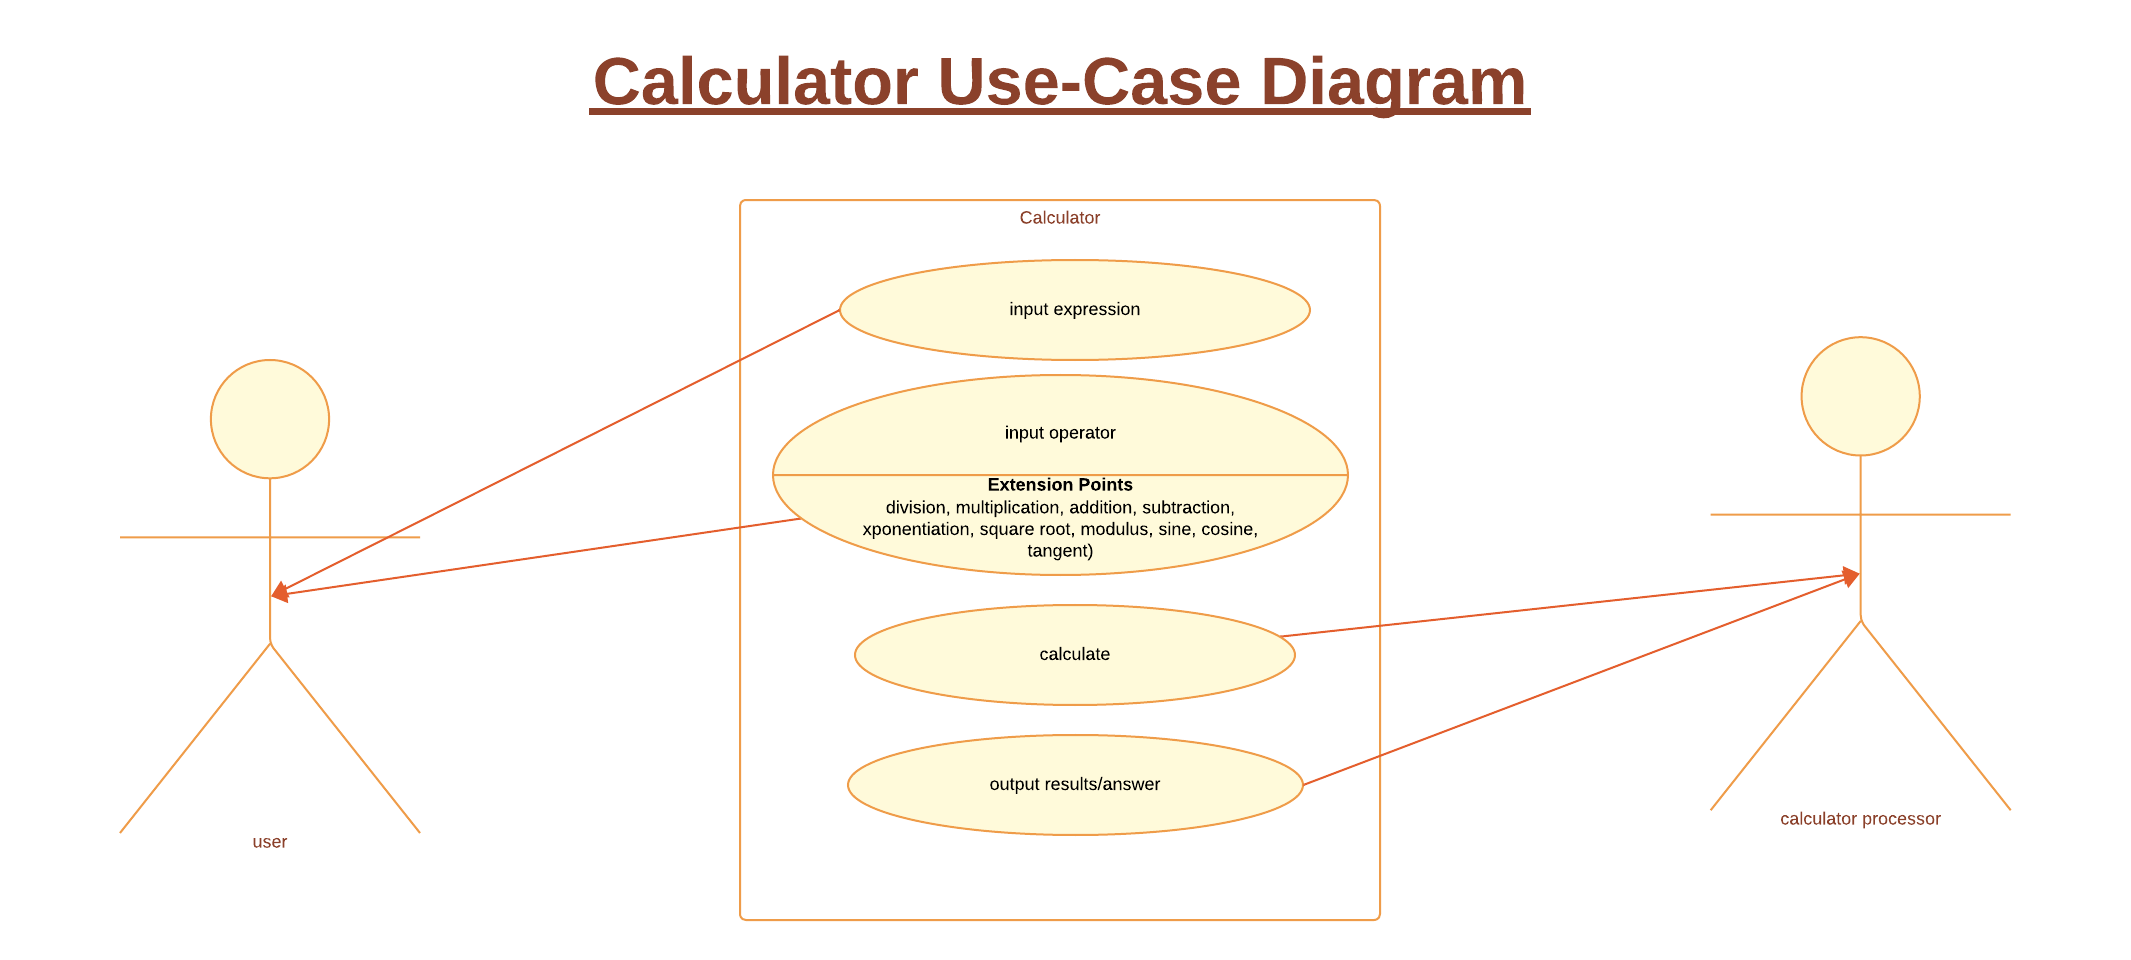 Calculator Use-Case Diagram
Calculator
input expression
input operator
Extension Points
division, multiplication, addition, subtraction,
xponentiation, square root, modulus, sine, cosine,
tangent)
calculate
output results/answer
user
calculator processor